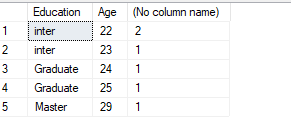 Education Age (No column name)
1 inter 22 2
2 inter 23 1
3 Graduate 24 1
4 Graduate 25 1
5 Master 29 1